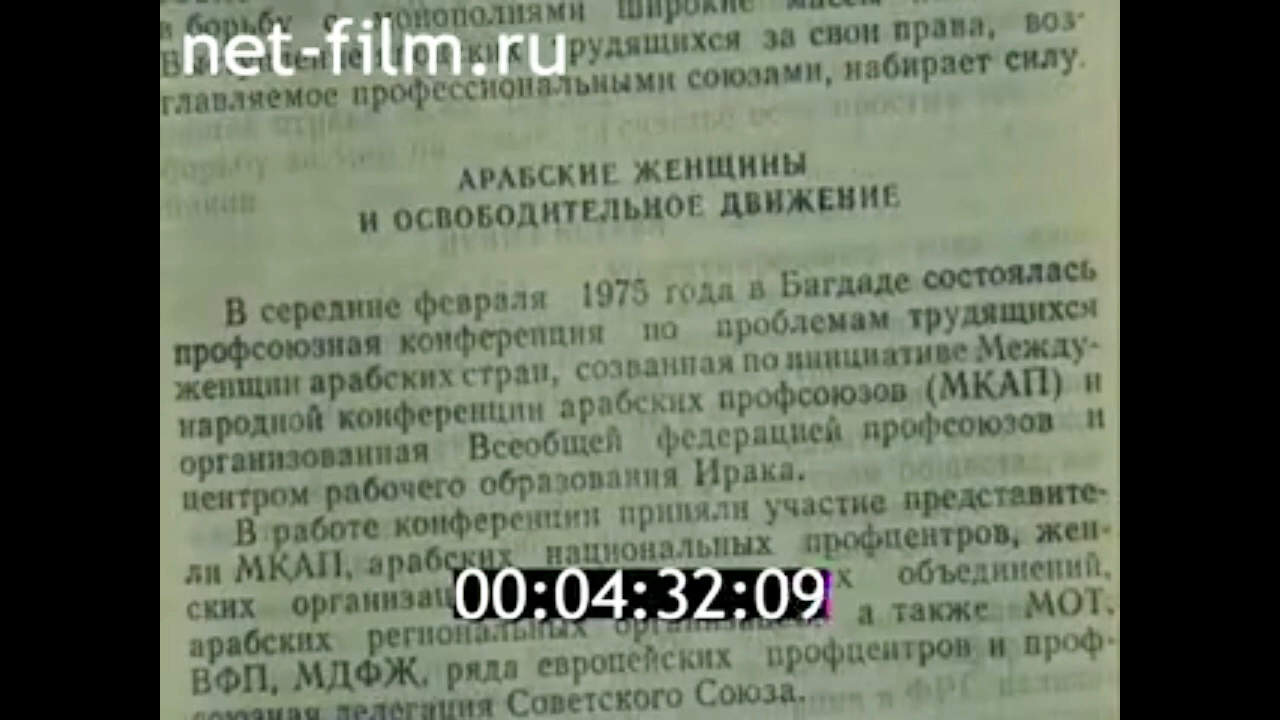 в борьбу с монополиями широкие
net-film.ru
трудящихся за свои права, воз-
главляемое профессиональными союзами, набирает силу.
АРАБСКИЕ ЖЕНЩИНЫ
И ОСВОБОДИТЕЛЬНОЕ ДВИЖЕНИЕ
В середине февраля 1975 года в Багдаде состоялась
профсоюзная конференция по проблемам трудящихся
женщин арабских стран, созванная по инициативе Между-
народной конференции арабских профсоюзов (МКАП) и
организованная Всеобщей федерацией профсоюзов и
центром рабочего образования Ирака.
В работе конференции приняли участие представите-
ли МКАП, арабских национальных профцентров, жен-
ских объединений,
00:04:32:09
арабских региональных организаций, а также МОТ,
ВФП, МДФЖ, ряда европейских профцентров и проф-
союзная делегация Советского Союза.